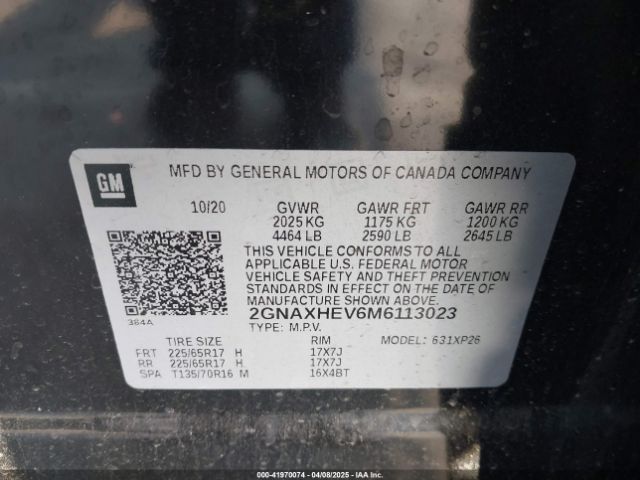 GM
MFD BY GENERAL MOTORS OF CANADA COMPANY
10/20 GVWR GAWR FRT GAWR RR
2025 KG 1175 KG 1200 KG
4464 LB 2590 LB 2645 LB
THIS VEHICLE CONFORMS TO ALL
APPLICABLE U.S. FEDERAL MOTOR
VEHICLE SAFETY AND THEFT PREVENTION
STANDARDS IN EFFECT ON THE DATE OF
MANUFACTURE SHOWN ABOVE.
384A 2GNAXHEV6M6113023
TYPE: M.P.V.
TIRE SIZE RIM MODEL: 631XP26
FRT 225/65R17 H 17X7J
RR 225/65R17 H 17X7J
SPA T135/70R16 M 16X4BT
00-41970074 | 04/08/2025 | IAA Inc.